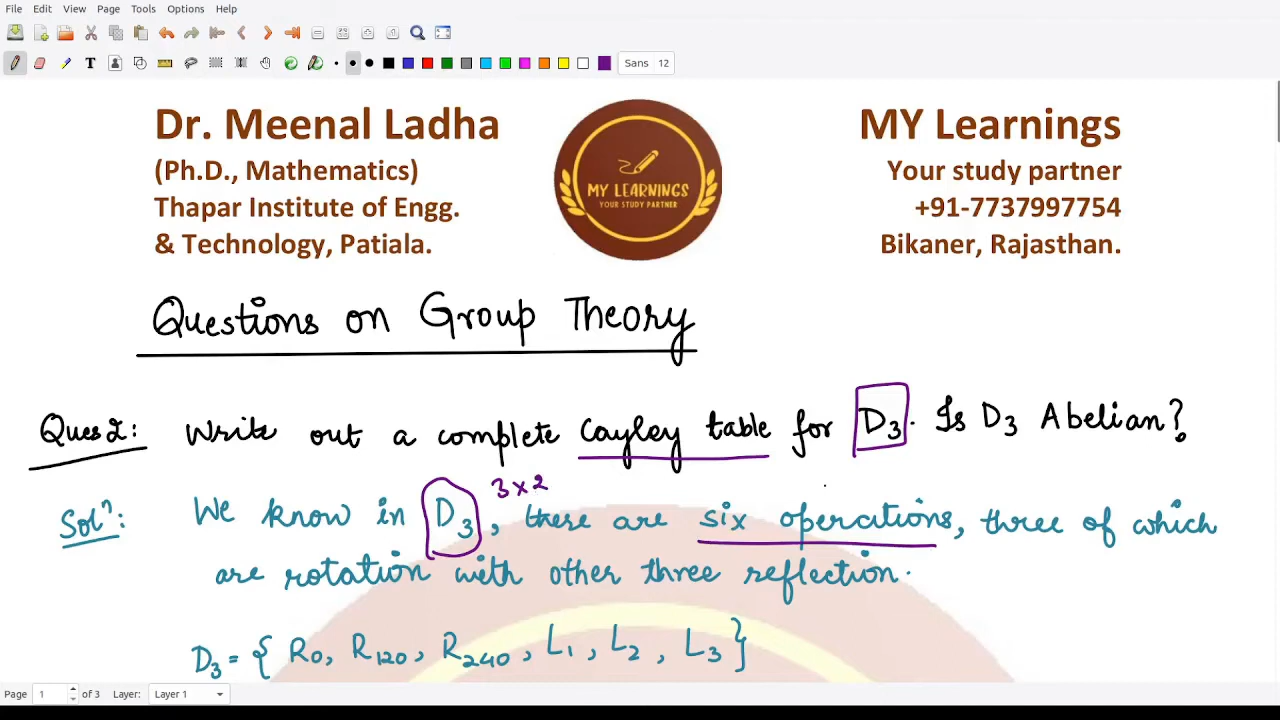 File Edit View Page Tools Options Help
Sans 12
Dr. Meenal Ladha
(Ph.D., Mathematics)
Thapar Institute of Engg.
& Technology, Patiala.
MY LEARNINGS
YOUR STUDY PARTNER
MY Learnings
Your study partner
+91-7737997754
Bikaner, Rajasthan.
Questions on Group Theory
Ques 2: Write out a complete Cayley table for D3. Is D3 Abelian?
3x2
Solⁿ: We know in D3, there are six operations, three of which
are rotation with other three reflection.
D3 = { R0, R120, R240, L1, L2, L3 }
Page 1 of 3 Layer: Layer 1